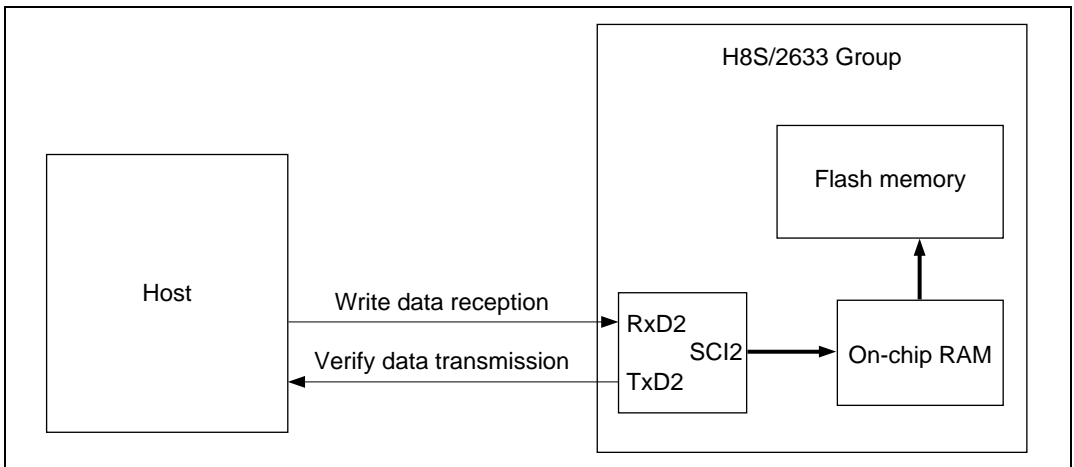 H8S/2633 Group
Flash memory
Host
Write data reception
RxD2
SCI2
On-chip RAM
Verify data transmission
TxD2